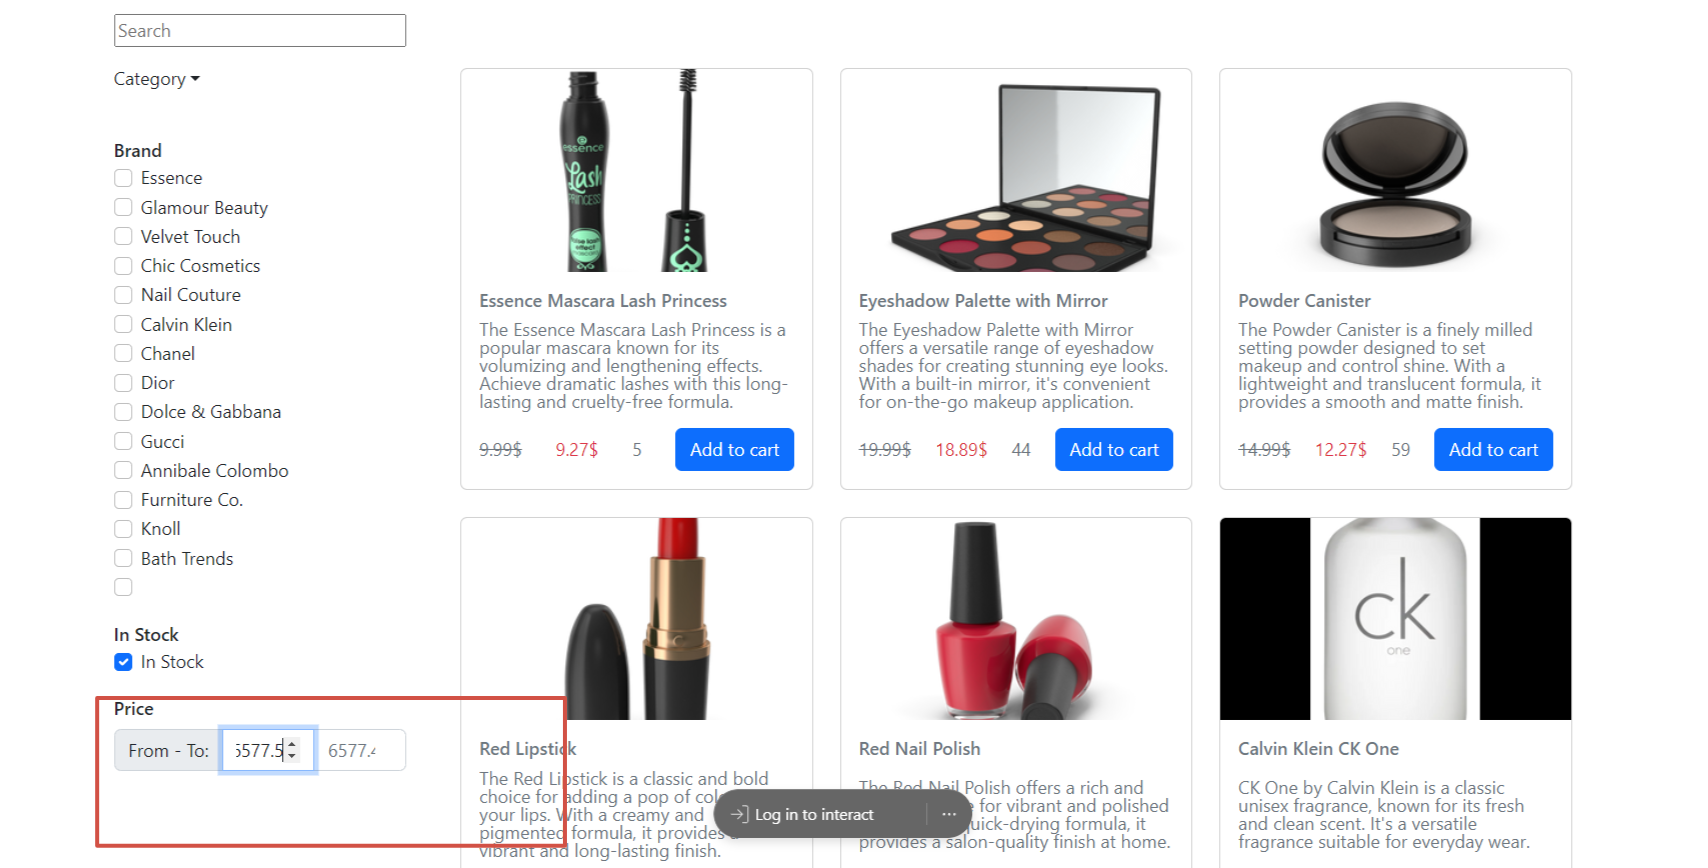 Search
Category
Brand
Essence
Glamour Beauty
Velvet Touch
Chic Cosmetics
Nail Couture
Calvin Klein
Chanel
Dior
Dolce & Gabbana
Gucci
Annibale Colombo
Furniture Co.
Knoll
Bath Trends
In Stock
In Stock
Price
From - To:
6577.5
6577.4
essence
Lash
PRINCESS
false lash
effect
Essence Mascara Lash Princess
The Essence Mascara Lash Princess is a
popular mascara known for its
volumizing and lengthening effects.
Achieve dramatic lashes with this long-
lasting and cruelty-free formula.
9.99$ 9.27$ 5 Add to cart
Eyeshadow Palette with Mirror
The Eyeshadow Palette with Mirror
offers a versatile range of eyeshadow
shades for creating stunning eye looks.
With a built-in mirror, it's convenient
for on-the-go makeup application.
19.99$ 18.89$ 44 Add to cart
Powder Canister
The Powder Canister is a finely milled
setting powder designed to set
makeup and control shine. With a
lightweight and translucent formula, it
provides a smooth and matte finish.
14.99$ 12.27$ 59 Add to cart
Red Lipstick
The Red Lipstick is a classic and bold
choice for adding a pop of
your lips. With a creamy and
pigmented formula, it provides a
vibrant and long-lasting finish.
Red Nail Polish
The Red Nail Polish offers a rich and
for vibrant and polished
quick-drying formula, it
provides a salon-quality finish at home.
ck
one
Calvin Klein CK One
CK One by Calvin Klein is a classic
unisex fragrance, known for its fresh
and clean scent. It's a versatile
fragrance suitable for everyday wear.
Log in to interact